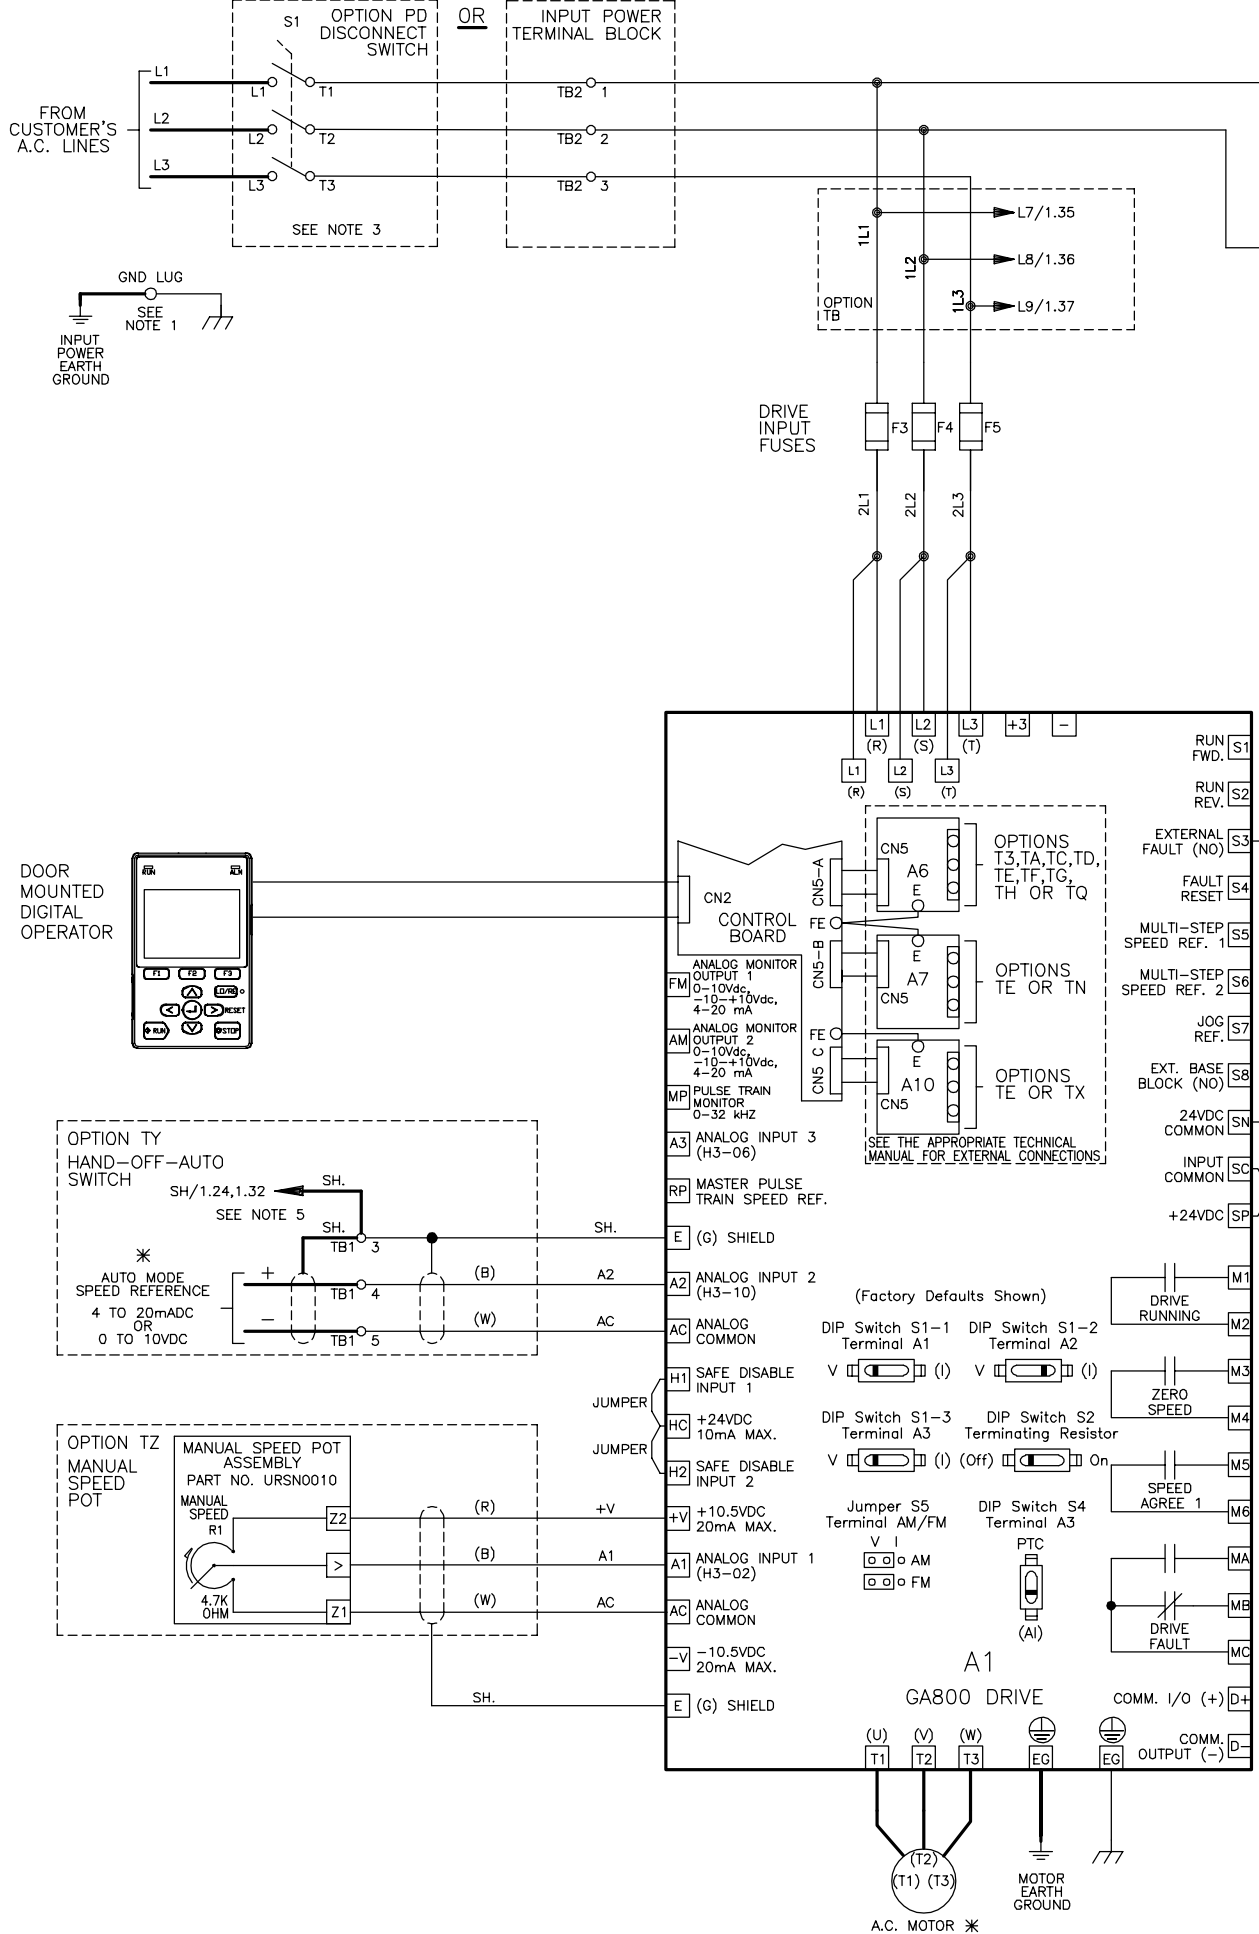 S1
OPTION PD
DISCONNECT
SWITCH
OR
INPUT POWER
TERMINAL BLOCK
FROM
CUSTOMER'S
A.C. LINES
L1
L2
L3
L1
T1
L2
T2
L3
T3
SEE NOTE 3
TB2
1
TB2
2
TB2
3
1L1
1L2
1L3
L7/1.35
L8/1.36
L9/1.37
OPTION
TB
GND LUG
SEE
NOTE 1
INPUT
POWER
EARTH
GROUND
DRIVE
INPUT
FUSES
F3
F4
F5
2L1
2L2
2L3
L1
(R)
L2
(S)
L3
(T)
+3
-
L1
(R)
L2
(S)
L3
(T)
DOOR
MOUNTED
DIGITAL
OPERATOR
RUN
ALM
F1
F2
F3
LO/RE
RESET
RUN
STOP
CN2
CONTROL
BOARD
CN5-A
FE
CN5-B
FE
CN5 C
CN5
A6
E
E
A7
CN5
E
A10
CN5
OPTIONS
T3,TA,TC,TD,
TE,TF,TG,
TH OR TQ
OPTIONS
TE OR TN
OPTIONS
TE OR TX
SEE THE APPROPRIATE TECHNICAL
MANUAL FOR EXTERNAL CONNECTIONS
FM
ANALOG MONITOR
OUTPUT 1
0-10Vdc,
-10-+10Vdc,
4-20 mA
AM
ANALOG MONITOR
OUTPUT 2
0-10Vdc,
-10-+10Vdc,
4-20 mA
MP
PULSE TRAIN
MONITOR
0-32 kHZ
A3
ANALOG INPUT 3
(H3-06)
RP
MASTER PULSE
TRAIN SPEED REF.
E
(G) SHIELD
A2
ANALOG INPUT 2
(H3-10)
AC
ANALOG
COMMON
H1
SAFE DISABLE
INPUT 1
HC
+24VDC
10mA MAX.
H2
SAFE DISABLE
INPUT 2
JUMPER
JUMPER
+V
+10.5VDC
20mA MAX.
A1
ANALOG INPUT 1
(H3-02)
AC
ANALOG
COMMON
-V
-10.5VDC
20mA MAX.
E
(G) SHIELD
OPTION TY
HAND-OFF-AUTO
SWITCH
SH/1.24,1.32
SH.
SEE NOTE 5
SH.
TB1
3
SH.
✳
AUTO MODE
SPEED REFERENCE
4 TO 20mADC
OR
0 TO 10VDC
+
TB1
4
(B)
A2
-
TB1
5
(W)
AC
OPTION TZ
MANUAL
SPEED
POT
MANUAL SPEED POT
ASSEMBLY
PART NO. URSN0010
MANUAL
SPEED
R1
4.7K
OHM
Z2
>
Z1
(R)
+V
(B)
A1
(W)
AC
SH.
RUN
FWD.
S1
RUN
REV.
S2
EXTERNAL
FAULT (NO)
S3
FAULT
RESET
S4
MULTI-STEP
SPEED REF. 1
S5
MULTI-STEP
SPEED REF. 2
S6
JOG
REF.
S7
EXT. BASE
BLOCK (NO)
S8
24VDC
COMMON
SN
INPUT
COMMON
SC
+24VDC
SP
M1
DRIVE
RUNNING
M2
M3
ZERO
SPEED
M4
M5
SPEED
AGREE 1
M6
MA
MB
DRIVE
FAULT
MC
COMM. I/O (+)
D+
COMM.
OUTPUT (-)
D-
(Factory Defaults Shown)
DIP Switch S1-1
Terminal A1
V
(I)
DIP Switch S1-2
Terminal A2
V
(I)
DIP Switch S1-3
Terminal A3
V
(I)
DIP Switch S2
Terminating Resistor
(Off)
On
Jumper S5
Terminal AM/FM
V I
AM
FM
DIP Switch S4
Terminal A3
PTC
(AI)
A1
GA800 DRIVE
(U)
T1
(V)
T2
(W)
T3
EG
EG
(T2)
(T1) (T3)
A.C. MOTOR ✳
MOTOR
EARTH
GROUND